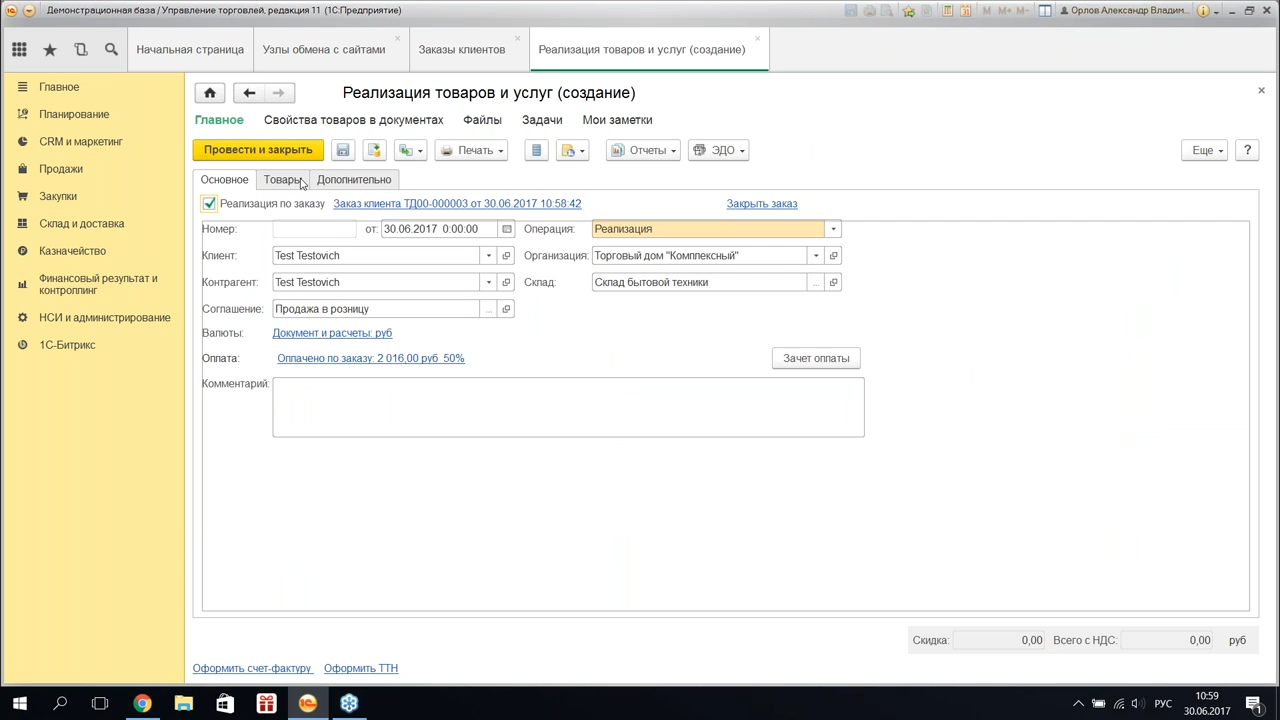 Демонстрационная база / Управление торговлей, редакция 11 (1С:Предприятие)
M M+ M-
Орлов Александр Владим...
Начальная страница
Узлы обмена с сайтами
Заказы клиентов
Реализация товаров и услуг (создание)
Главное
Планирование
CRM и маркетинг
Продажи
Закупки
Склад и доставка
Казначейство
Финансовый результат и
контроллинг
НСИ и администрирование
1С-Битрикс
Реализация товаров и услуг (создание)
Главное
Свойства товаров в документах
Файлы
Задачи
Мои заметки
Провести и закрыть
Печать
Отчеты
ЭДО
Еще
?
Основное
Товары
Дополнительно
Реализация по заказу
Заказ клиента ТД00-000003 от 30.06.2017 10:58:42
Закрыть заказ
Номер:
от: 30.06.2017 0:00:00
Операция: Реализация
Клиент: Test Testovich
Организация: Торговый дом "Комплексный"
Контрагент: Test Testovich
Склад: Склад бытовой техники ...
Соглашение: Продажа в розницу ...
Валюты: Документ и расчеты: руб
Оплата: Оплачено по заказу: 2 016,00 руб 50%
Зачет оплаты
Комментарий:
Скидка: 0,00
Всего с НДС: 0,00 руб
Оформить счет-фактуру
Оформить ТТН
РУС
10:59
30.06.2017
1